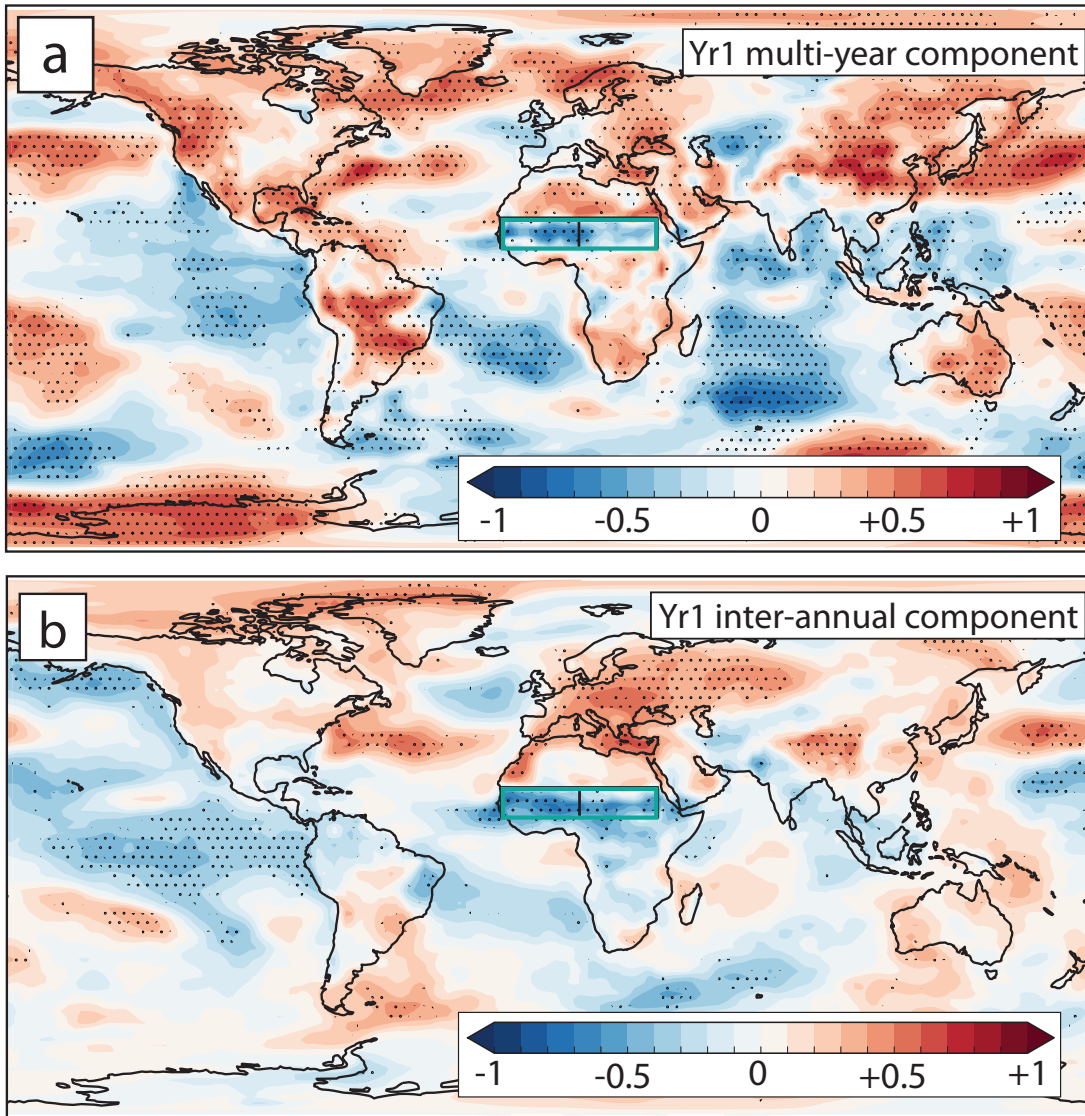 a
Yr1 multi-year component
-1 -0.5 0 +0.5 +1
b
Yr1 inter-annual component
-1 -0.5 0 +0.5 +1